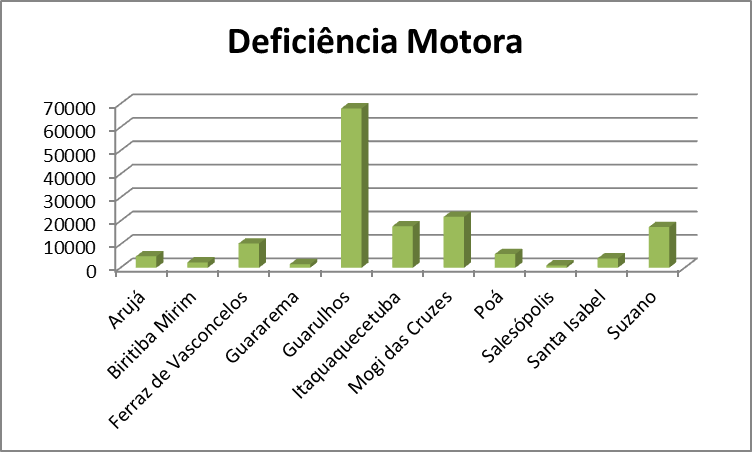 Deficiência Motora
70000
60000
50000
40000
30000
20000
10000
0
Arujá
Biritiba Mirim
Ferraz de Vasconcelos
Guararema
Guarulhos
Itaquaquecetuba
Mogi das Cruzes
Poá
Salesópolis
Santa Isabel
Suzano